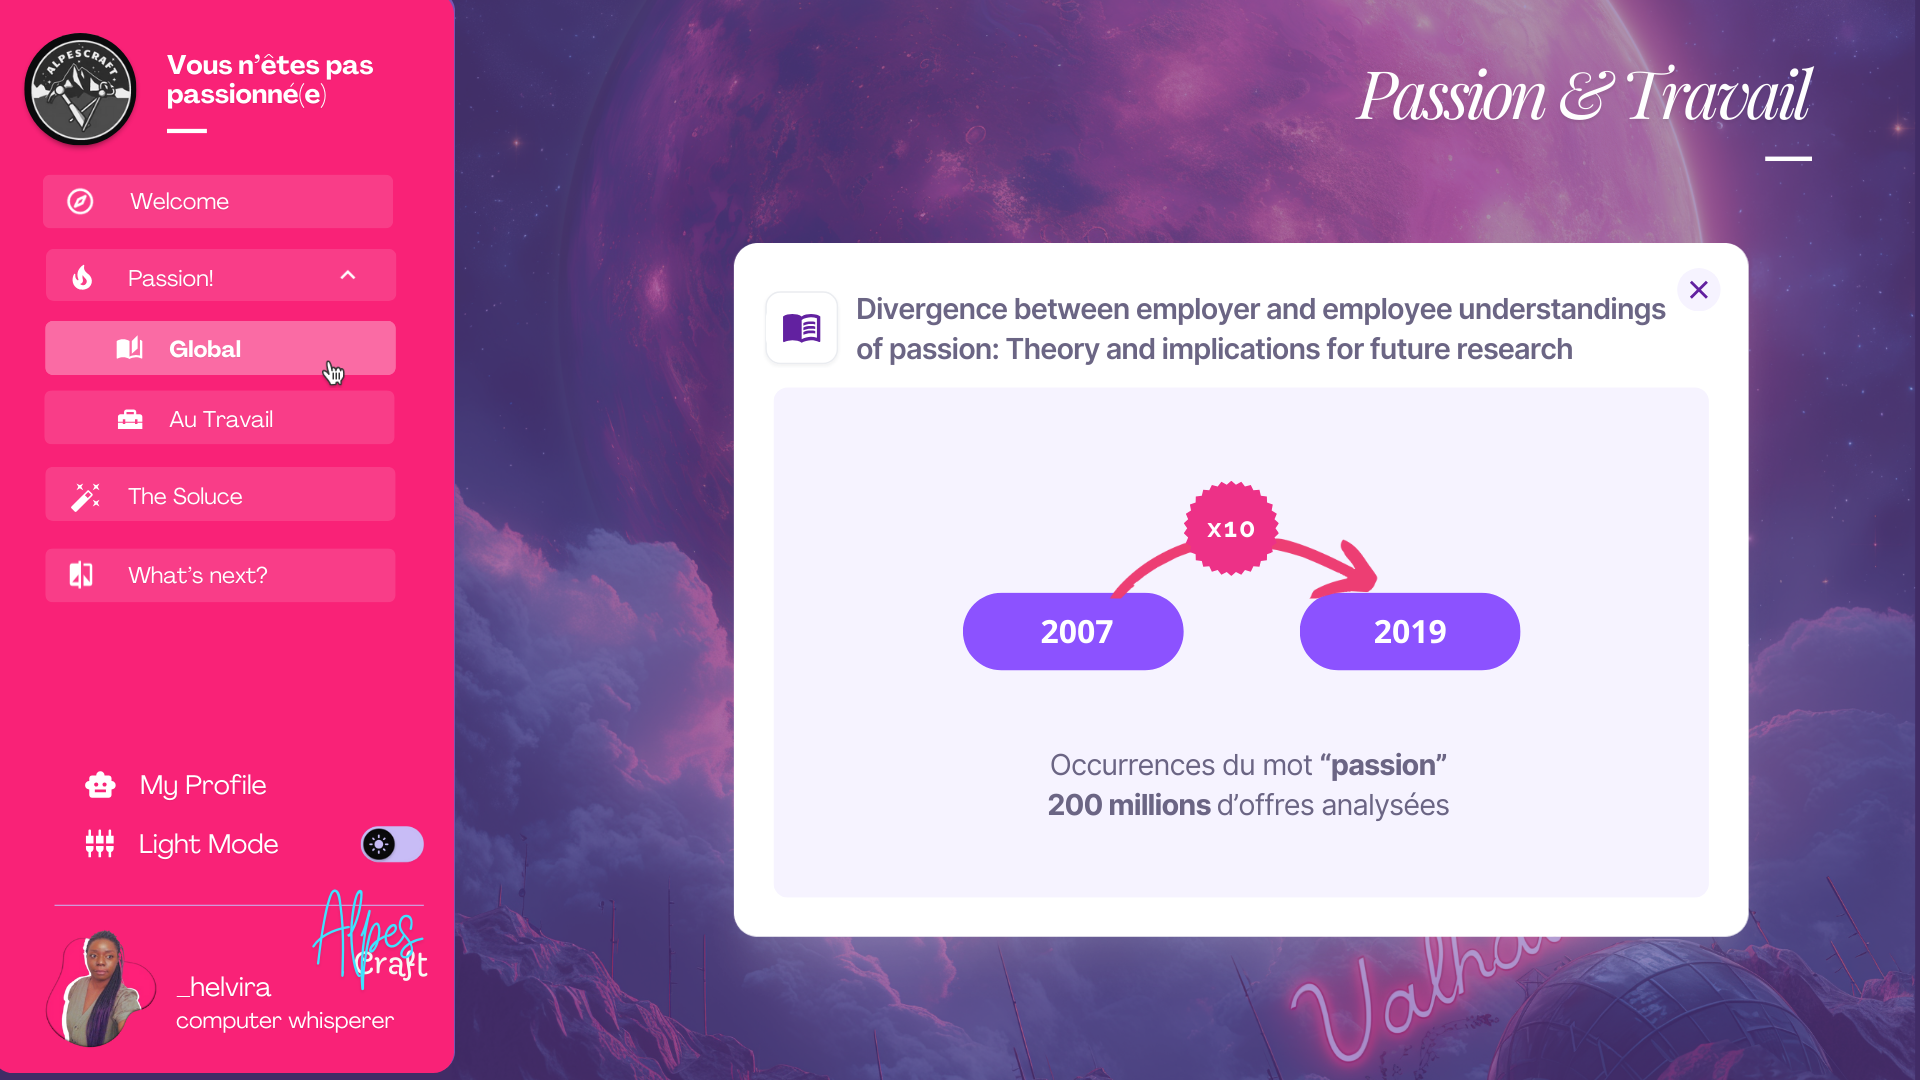 ALPESCRAFT
Vous n’êtes pas
passionné(e)
Welcome
Passion!
Global
Au Travail
The Soluce
What’s next?
My Profile
Light Mode
Alpes
Craft
_helvira
computer whisperer
Passion & Travail
Divergence between employer and employee understandings
of passion: Theory and implications for future research
x10
2007
2019
Occurrences du mot “passion”
200 millions d’offres analysées